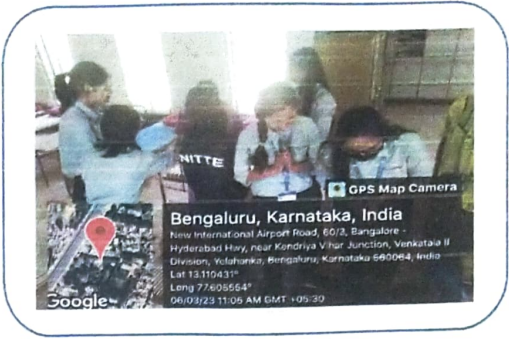 NITTE
GPS Map Camera
Bengaluru, Karnataka, India
New International Airport Road, 60/3, Bangalore -
Hyderabad Hwy, near Kendriya Vihar Junction, Venkatala II
Division, Yelahanka, Bengaluru, Karnataka 560064, India
Lat 13.110431°
Long 77.606554°
Google
06/03/23 11:05 AM GMT +05:30